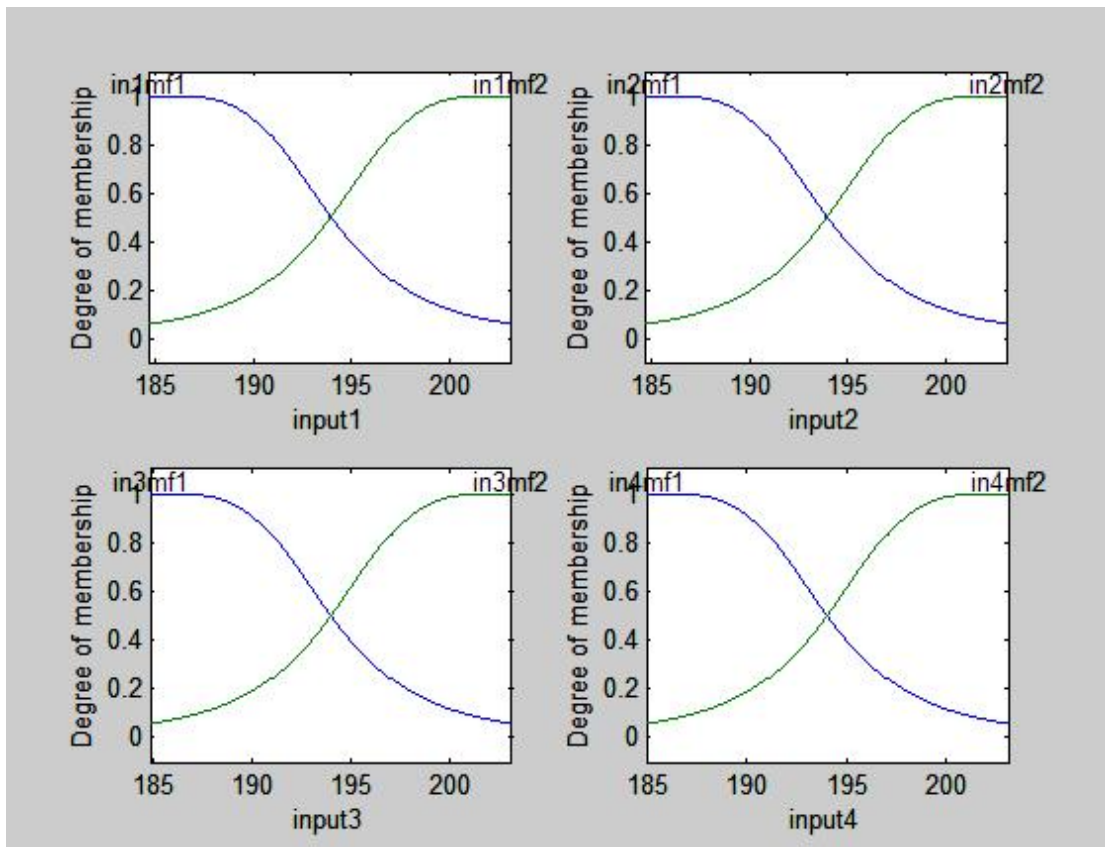 in1mf1 in1mf2
Degree of membership
1
0.8
0.6
0.4
0.2
0
185 190 195 200
input1
in2mf1 in2mf2
Degree of membership
1
0.8
0.6
0.4
0.2
0
185 190 195 200
input2
in3mf1 in3mf2
Degree of membership
1
0.8
0.6
0.4
0.2
0
185 190 195 200
input3
in4mf1 in4mf2
Degree of membership
1
0.8
0.6
0.4
0.2
0
185 190 195 200
input4